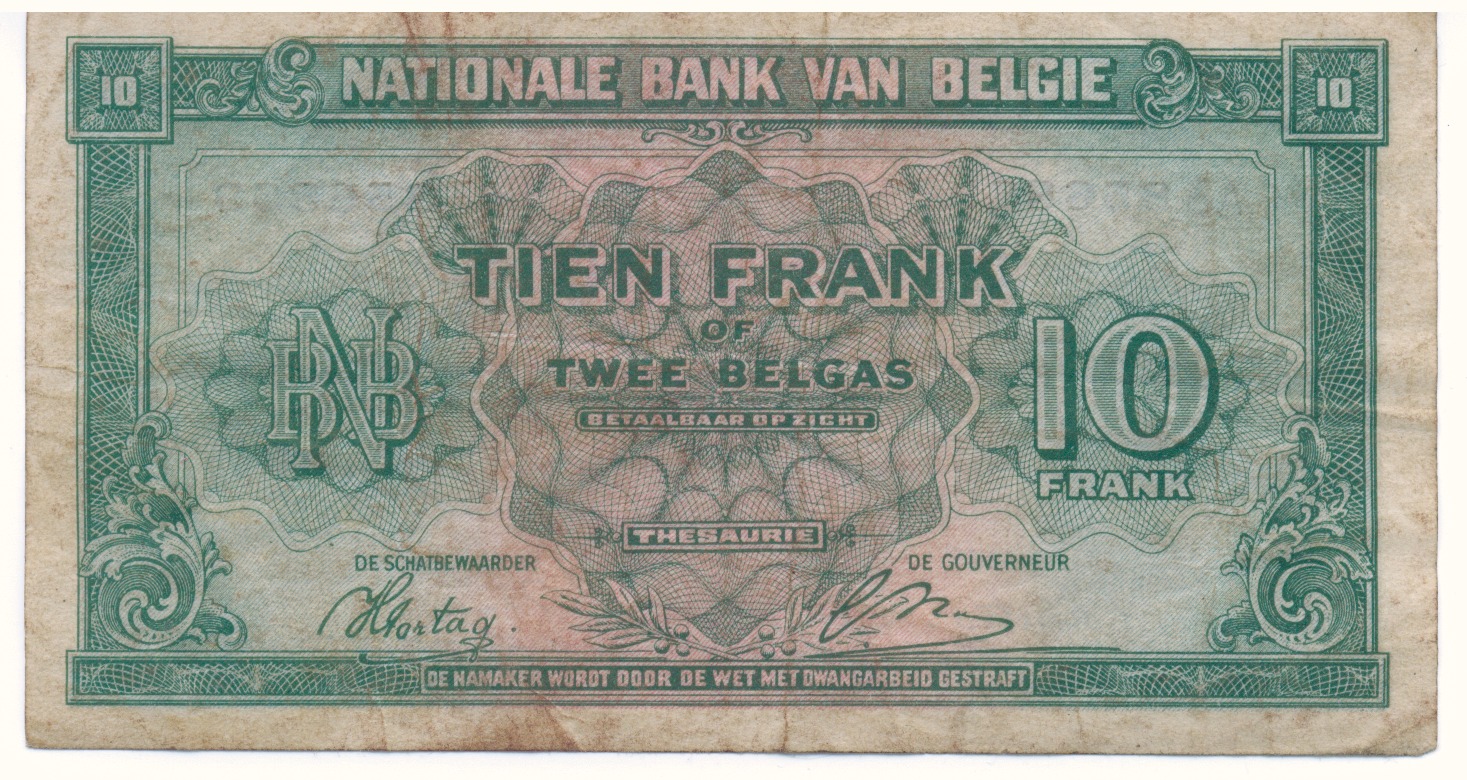 10 NATIONALE BANK VAN BELGIE 10
TIEN FRANK
OF
TWEE BELGAS
BETAALBAAR OP ZICHT
BNB
10
FRANK
THESAURIE
DE SCHATBEWAARDER
DE GOUVERNEUR
DE NAMAKER WORDT DOOR DE WET MET DWANGARBEID GESTRAFT